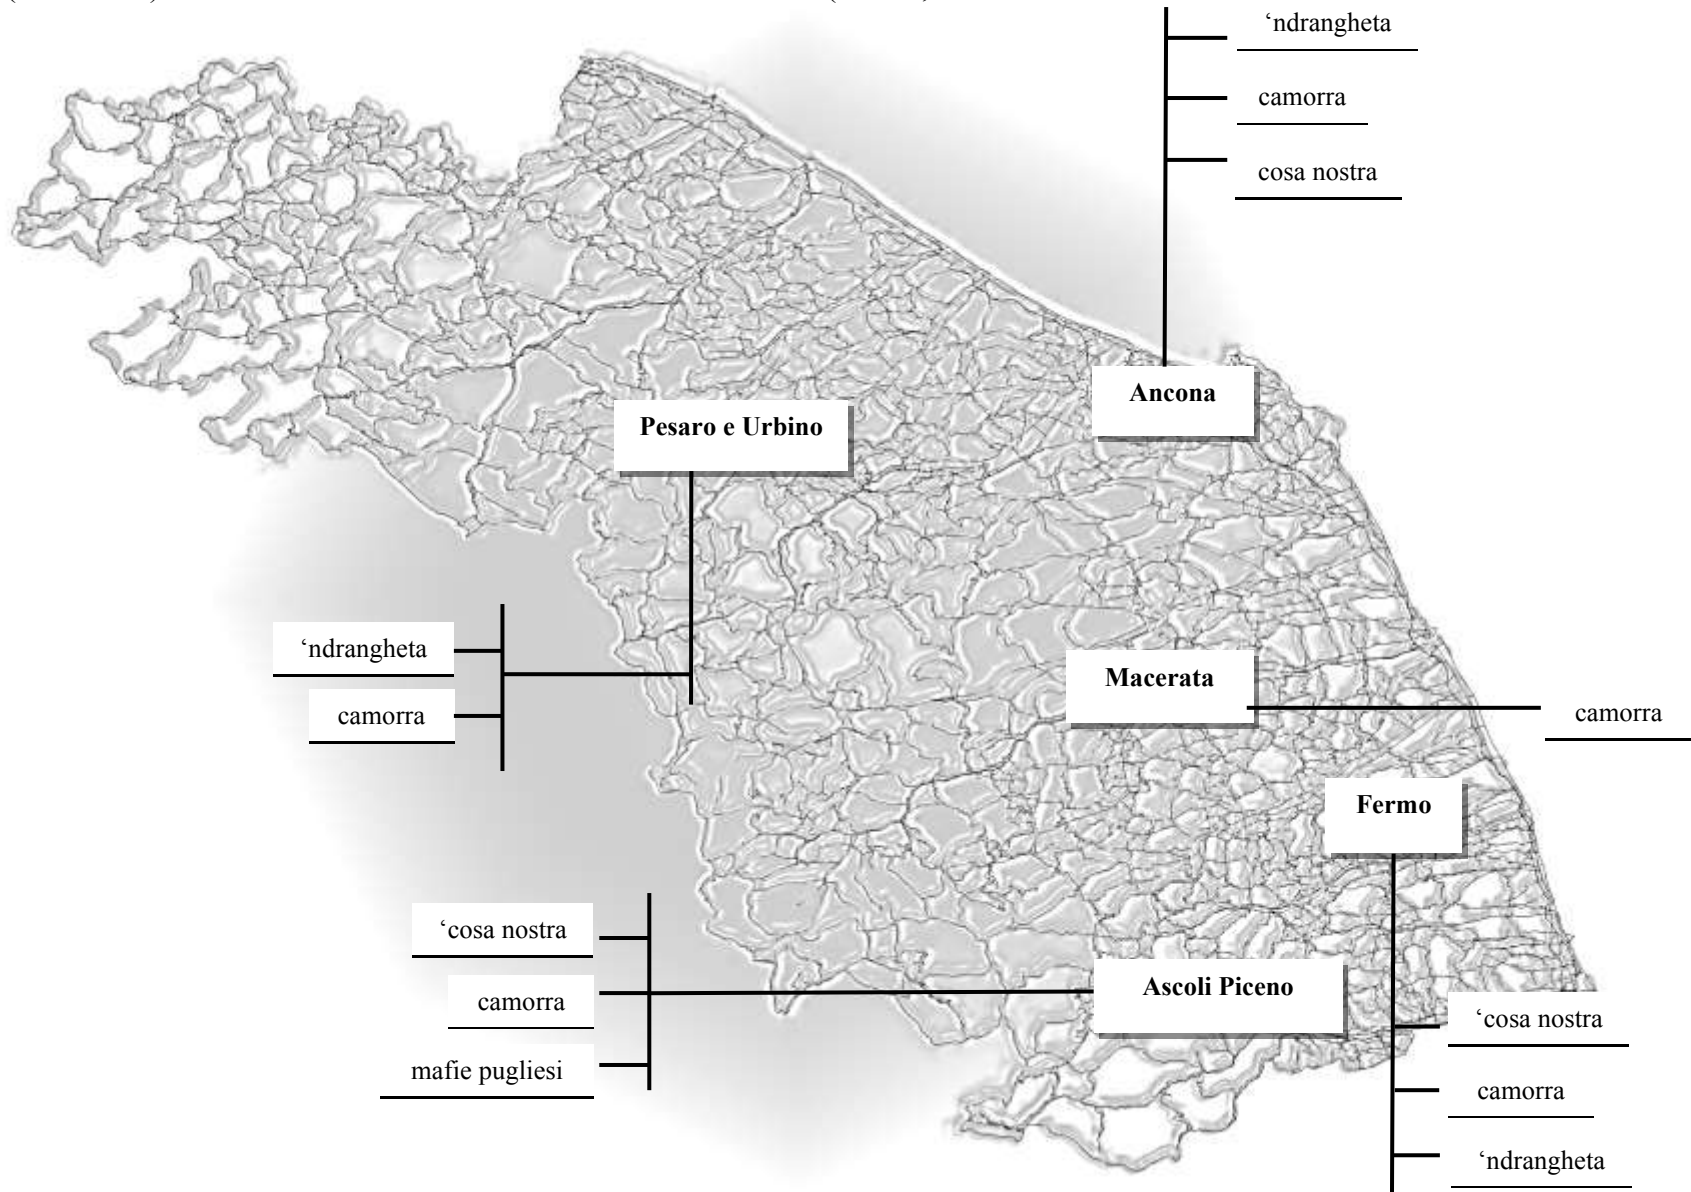 ‘ndrangheta
camorra
cosa nostra
Ancona
Pesaro e Urbino
‘ndrangheta
camorra
Macerata
camorra
Fermo
‘cosa nostra
camorra
‘ndrangheta
Ascoli Piceno
‘cosa nostra
camorra
mafie pugliesi